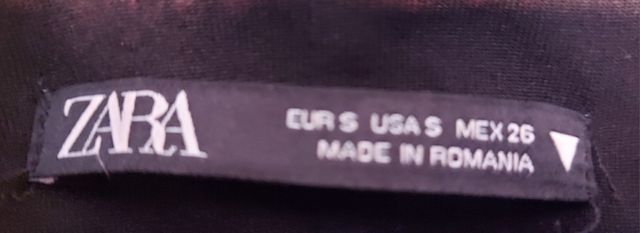 ZARA
EUR S USA S MEX 26
MADE IN ROMANIA